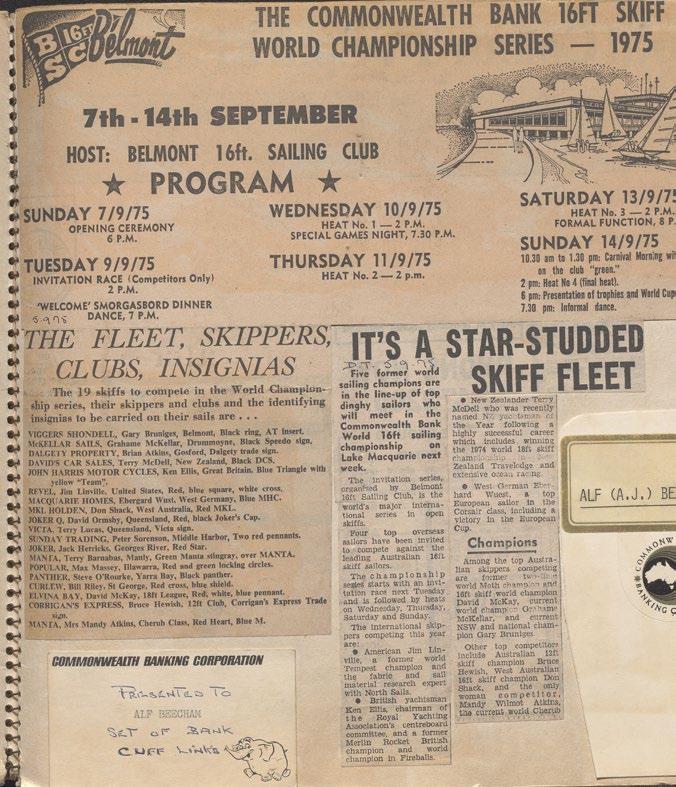 B 16FT
S C Belmont
THE COMMONWEALTH BANK 16FT SKIFF
WORLD CHAMPIONSHIP SERIES — 1975
7th - 14th SEPTEMBER
HOST: BELMONT 16ft. SAILING CLUB
★ PROGRAM ★
SUNDAY 7/9/75
OPENING CEREMONY
6 P.M.
TUESDAY 9/9/75
INVITATION RACE (Competitors Only)
2 P.M.
'WELCOME' SMORGASBORD DINNER
DANCE, 7 P.M.
WEDNESDAY 10/9/75
HEAT No. 1 — 2 P.M.
SPECIAL GAMES NIGHT, 7.30 P.M.
THURSDAY 11/9/75
HEAT No. 2 — 2 p.m.
SATURDAY 13/9/75
HEAT No. 3 — 2 P.M.
FORMAL FUNCTION, 8 P.
SUNDAY 14/9/75
10.30 am to 1.30 pm: Carnival Morning wi
on the club "green."
2 pm: Heat No 4 (final heat).
6 pm: Presentation of trophies and World Cup
7.30 pm: Informal dance.
5.9.75
THE FLEET, SKIPPERS,
CLUBS, INSIGNIAS
The 19 skiffs to compete in the World Champion-
ship series, their skippers and clubs and the identifying
insignias to be carried on their sails are . . .
VIGGERS SHONDELL, Gary Bruniges, Belmont, Black ring, AT insert.
McKELLAR SAILS, Grahame McKellar, Drummoyne, Black Speedo sign.
DALGETY PROPERTY, Brian Atkins, Gosford, Dalgety trade sign.
DAVID'S CAR SALES, Terry McDell, New Zealand, Black DCS.
JOHN HARRIS MOTOR CYCLES, Ken Ellis, Great Britain, Blue Triangle with
yellow "Team".
REVEL, Jim Linville, United States, Red, blue square, white cross.
MACQUARIE HOMES, Ebergard Wuest, West Germany, Blue MHC.
MKL HOLDEN, Don Shack, West Australia, Red MKL.
JOKER Q, David Ormsby, Queensland, Red, black Joker's Cap.
VICTA, Terry Lucas, Queensland, Victa sign.
SUNDAY TRADING, Peter Sorenson, Middle Harbor, Two red pennants.
JOKER, Jack Herricks, Georges River, Red Star.
MANTA, Terry Barnabas, Manly, Green Manta stingray, over MANTA.
POPULAR, Max Massey, Illawarra, Red and green locking circles.
PANTHER, Steve O'Rourke, Yarra Bay, Black panther.
CURLEW, Bill Riley, St George, Red cross, blue shield.
ELVINA BAY, David McKay, 18ft League, Red, white, blue pennant.
CORRIGAN'S EXPRESS, Bruce Hewish, 12ft Club, Corrigan's Express Trade
sign.
MANTA, Mrs Mandy Atkins, Cherub Class, Red Heart, Blue M.
IT'S A STAR-STUDDED
SKIFF FLEET
D.T. 5.9.75
Five former world
sailing champions are
in the line-up of top
dinghy sailors who
will meet in the
Commonwealth Bank
World 16ft sailing
championship on
Lake Macquarie next
week.
The invitation series,
organised by Belmont
16ft Sailing Club, is the
world's major interna-
tional series in open
skiffs.
Four top overseas
sailors have been invited
to compete against the
leading Australian 16ft
skiff sailors.
The championship
series starts with an invi-
tation race next Tuesday
and is followed by heats
on Wednesday, Thursday,
Saturday and Sunday.
The international skip-
pers competing this year
are:
● American Jim Lin-
ville, a former world
Tempest champion and
the fabric and sail
material research expert
with North Sails.
● British yachtsman
Ken Ellis, chairman of
the Royal Yachting
Association's centreboard
committee, and a former
Merlin Rocket British
champion and world
champion in Fireballs.
● New Zealander Terry
McDell who was recently
named NZ yachtsman of
the Year following a
highly successful career
which includes winning
the 1974 world 18ft skiff
championship
Zealand Travelodge and
extensive ocean racing.
● West German Eber-
hard Wuest, a top
European sailor in the
Corsair class, including a
victory in the European
Cup.
Champions
Among the top Austra-
lian skippers competing
are former two-time
world Moth champion and
16ft skiff world champion
David McKay, current
world champion Grahame
McKellar, and current
NSW and national cham-
pion Gary Bruniges.
Other top competitors
include Australian 12ft
skiff champion Bruce
Hewish, West Australian
16ft skiff champion Don
Shack, and the only
woman competitor,
Mandy Wilmot Atkins,
the current world Cherub
ALF (A.J.) BE
COMMONW
BANKING C
COMMONWEALTH BANKING CORPORATION
PRESENTED TO
ALF BEECHAM
SET OF BANK
CUFF LINKS